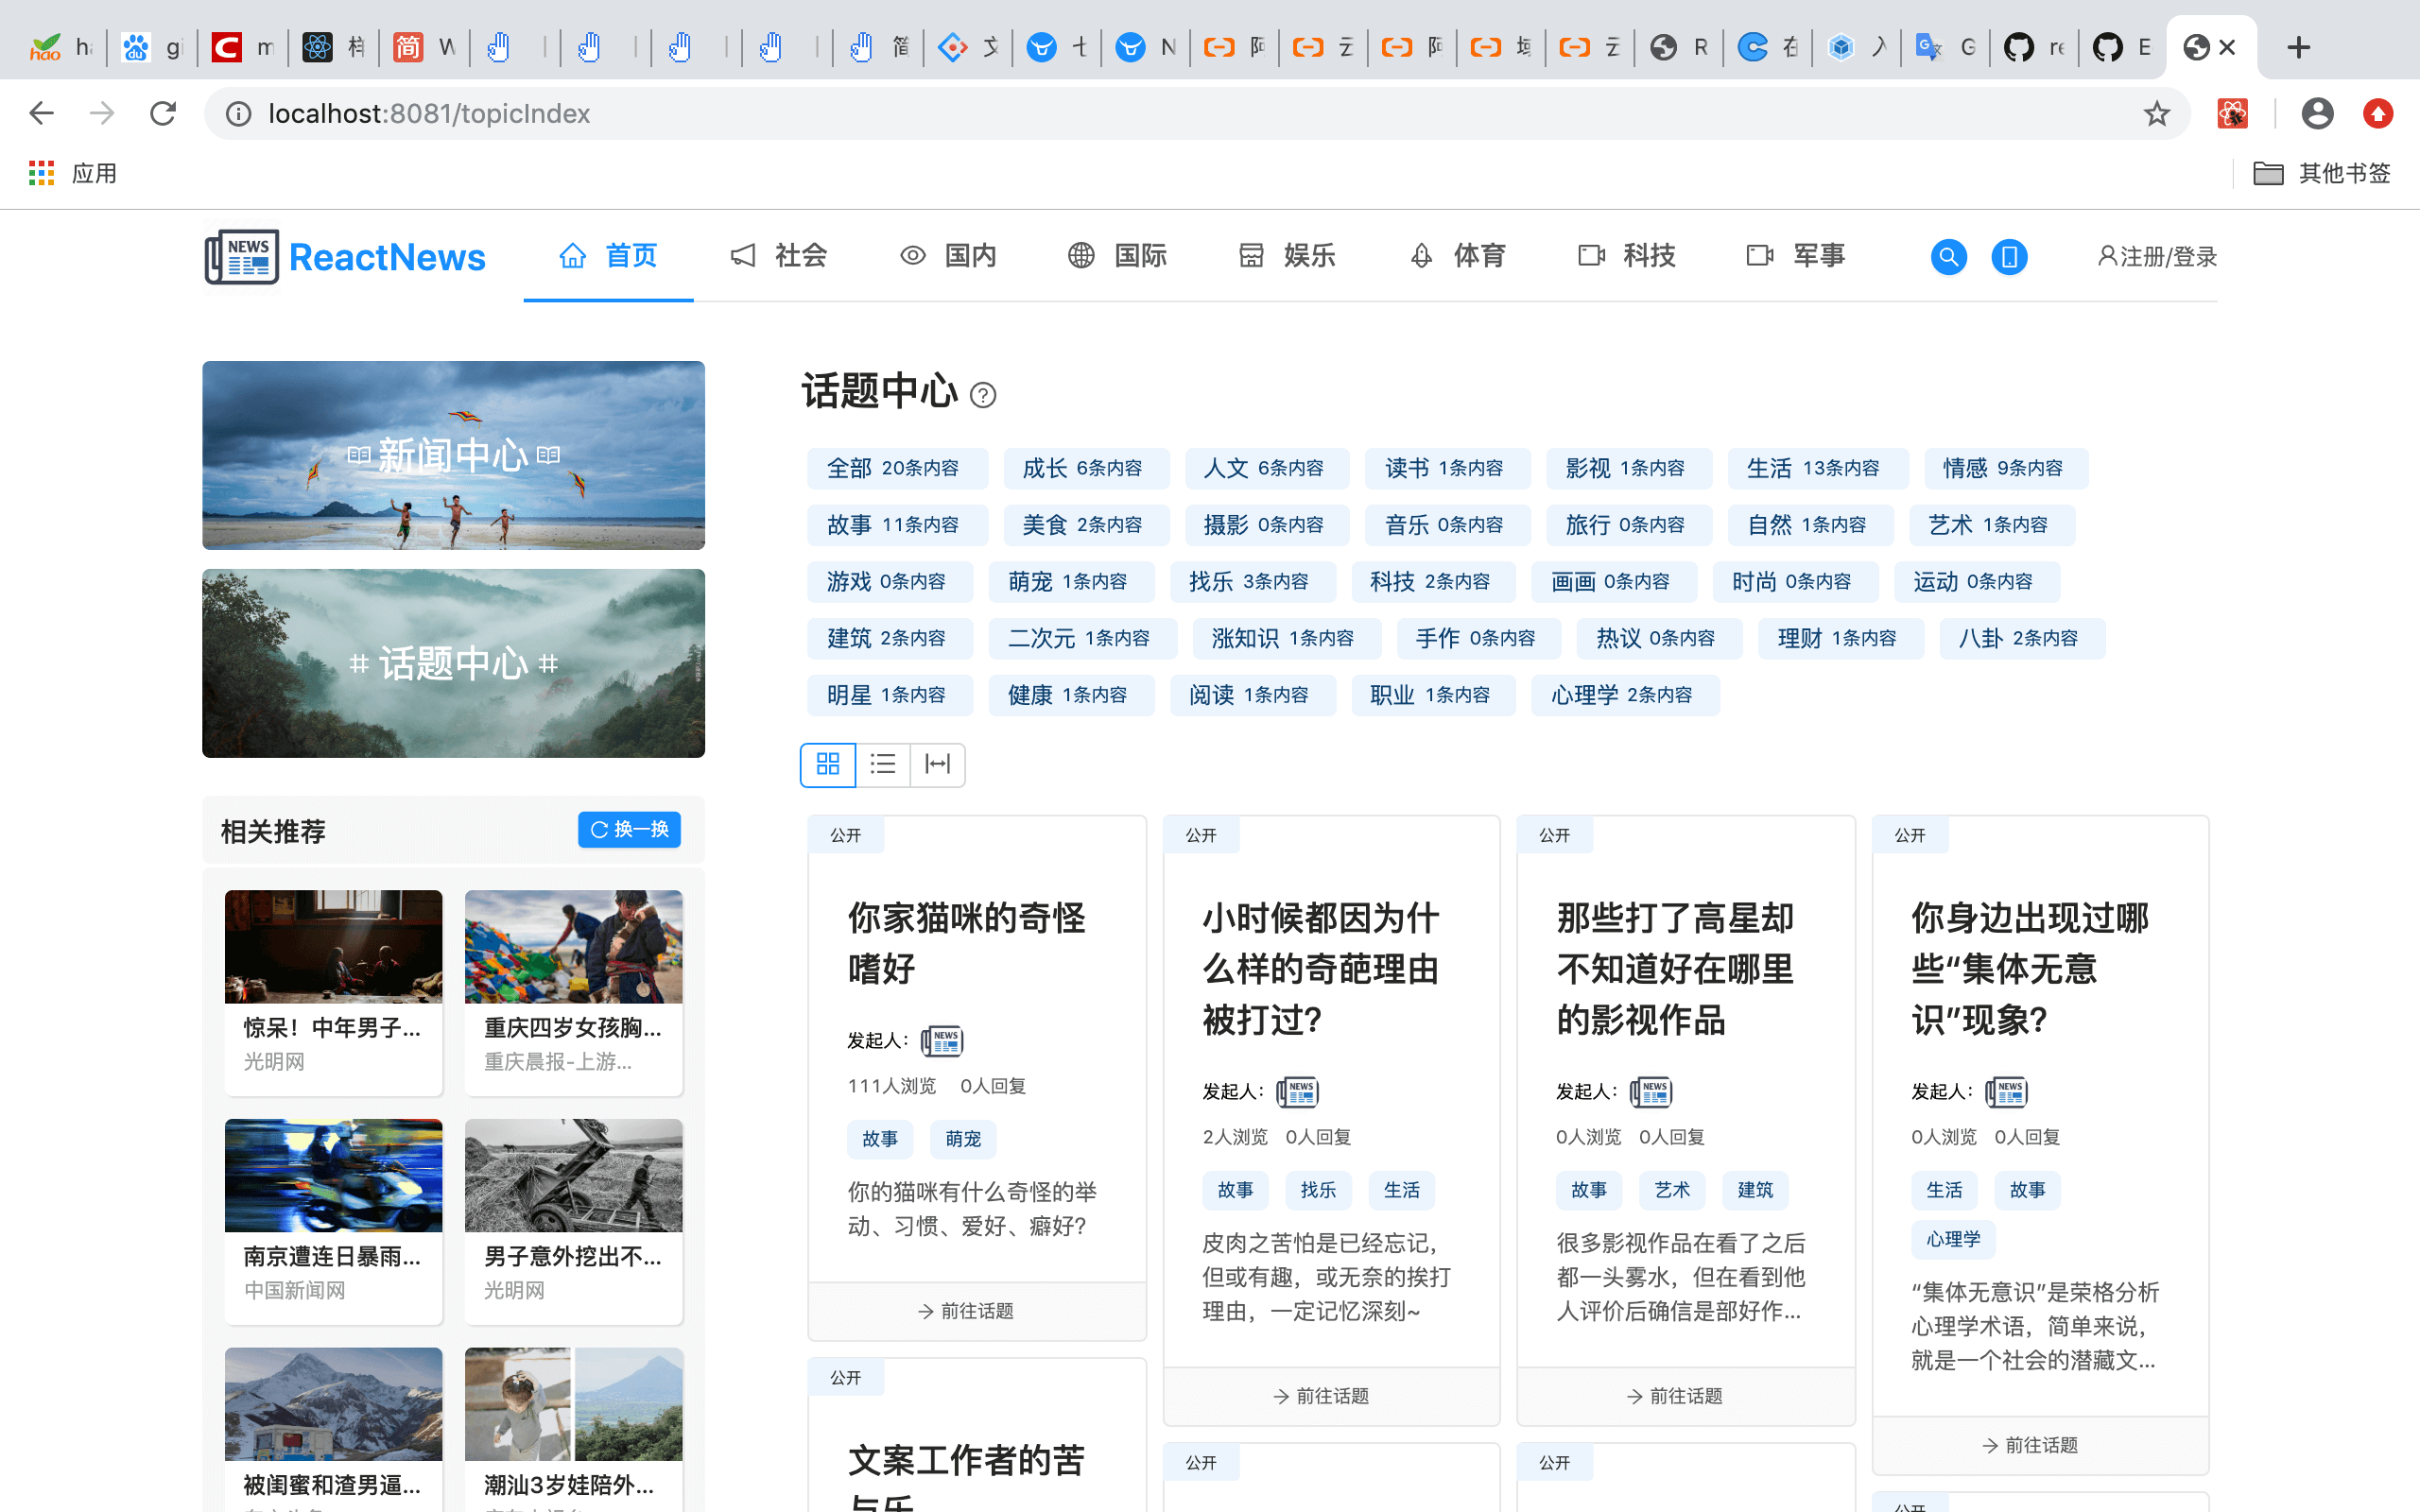 localhost:8081/topicIndex
应用
其他书签
NEWS
ReactNews
首页
社会
国内
国际
娱乐
体育
科技
军事
注册/登录
新闻中心
# 话题中心 #
相关推荐
换一换
惊呆！中年男子...
光明网
重庆四岁女孩胸...
重庆晨报-上游...
南京遭连日暴雨...
中国新闻网
男子意外挖出不...
光明网
被闺蜜和渣男逼...
潮汕3岁娃陪外...
话题中心
全部 20条内容
成长 6条内容
人文 6条内容
读书 1条内容
影视 1条内容
生活 13条内容
情感 9条内容
故事 11条内容
美食 2条内容
摄影 0条内容
音乐 0条内容
旅行 0条内容
自然 1条内容
艺术 1条内容
游戏 0条内容
萌宠 1条内容
找乐 3条内容
科技 2条内容
画画 0条内容
时尚 0条内容
运动 0条内容
建筑 2条内容
二次元 1条内容
涨知识 1条内容
手作 0条内容
热议 0条内容
理财 1条内容
八卦 2条内容
明星 1条内容
健康 1条内容
阅读 1条内容
职业 1条内容
心理学 2条内容
公开
你家猫咪的奇怪
嗜好
发起人：
NEWS
111人浏览 0人回复
故事 萌宠
你的猫咪有什么奇怪的举
动、习惯、爱好、癖好？
→ 前往话题
公开
小时候都因为什
么样的奇葩理由
被打过?
发起人：
NEWS
2人浏览 0人回复
故事 找乐 生活
皮肉之苦怕是已经忘记，
但或有趣，或无奈的挨打
理由，一定记忆深刻~
→ 前往话题
公开
那些打了高星却
不知道好在哪里
的影视作品
发起人：
NEWS
0人浏览 0人回复
故事 艺术 建筑
很多影视作品在看了之后
都一头雾水，但在看到他
人评价后确信是部好作...
→ 前往话题
公开
你身边出现过哪
些“集体无意
识”现象?
发起人：
NEWS
0人浏览 0人回复
生活 故事
心理学
“集体无意识”是荣格分析
心理学术语，简单来说，
就是一个社会的潜藏文...
→ 前往话题
公开
文案工作者的苦
与乐
公开
公开
公开